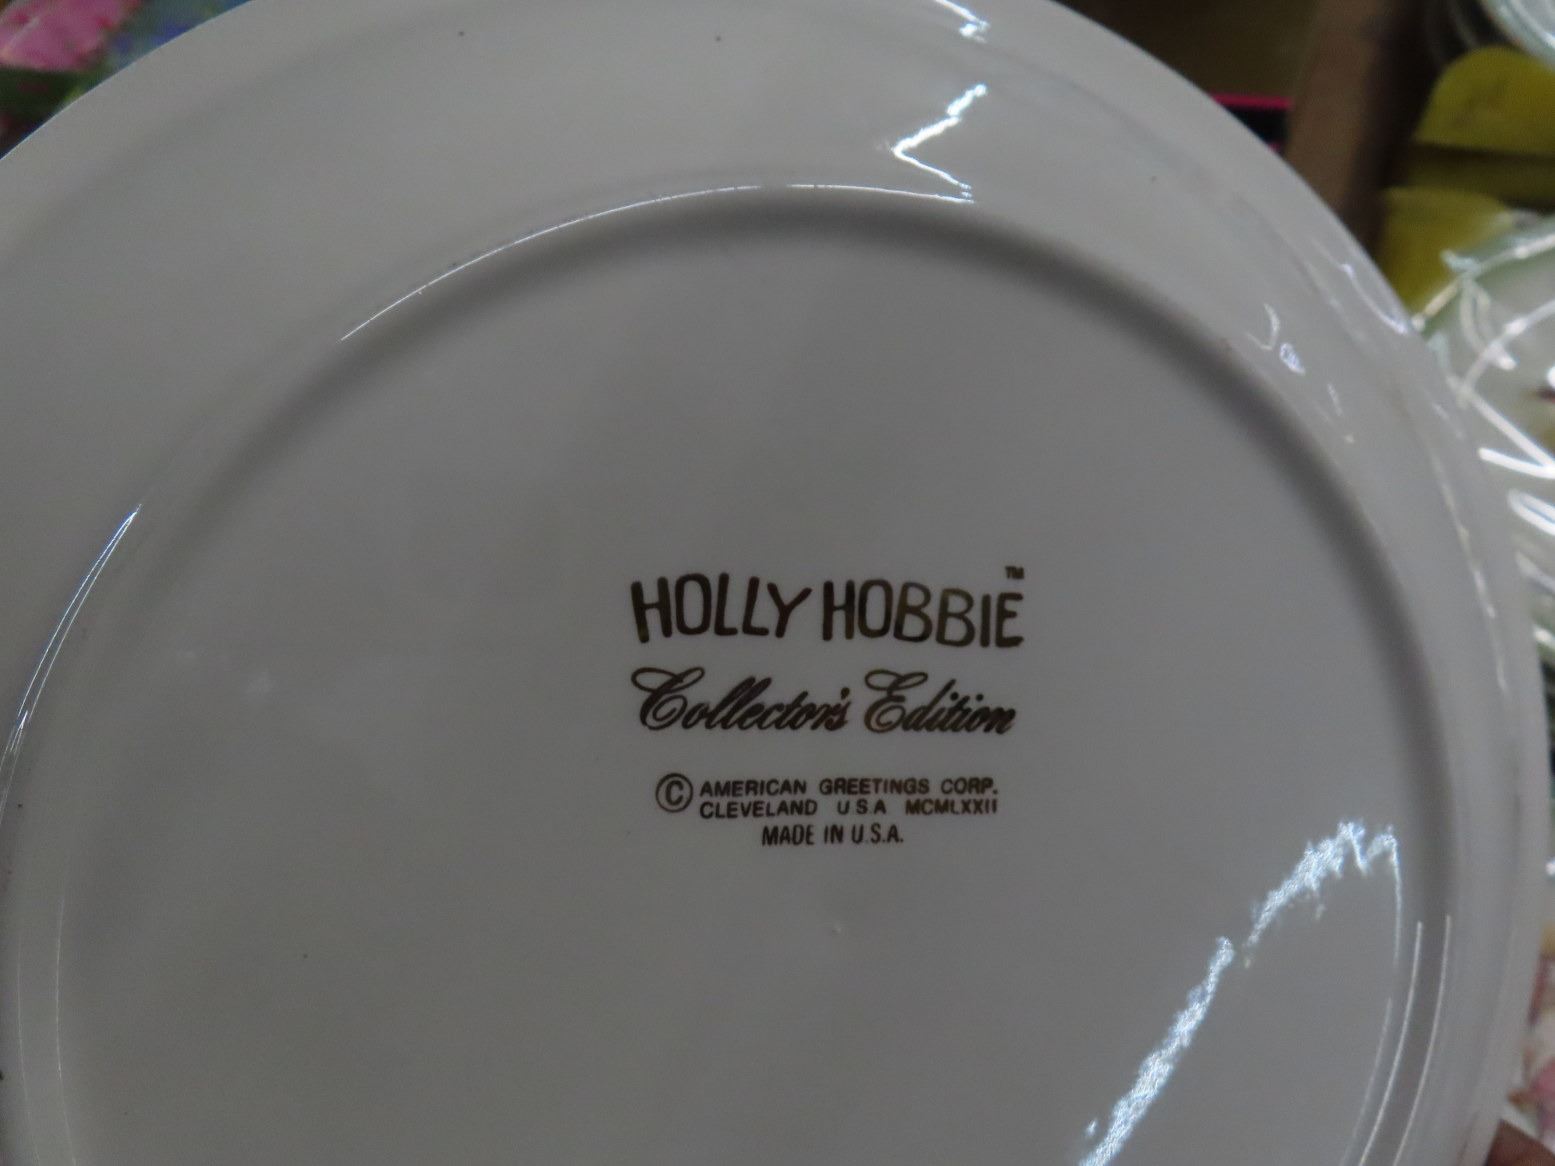 HOLLY HOBBIE™
Collector's Edition
© AMERICAN GREETINGS CORP.
CLEVELAND U.S.A MCMLXXII
MADE IN U.S.A.